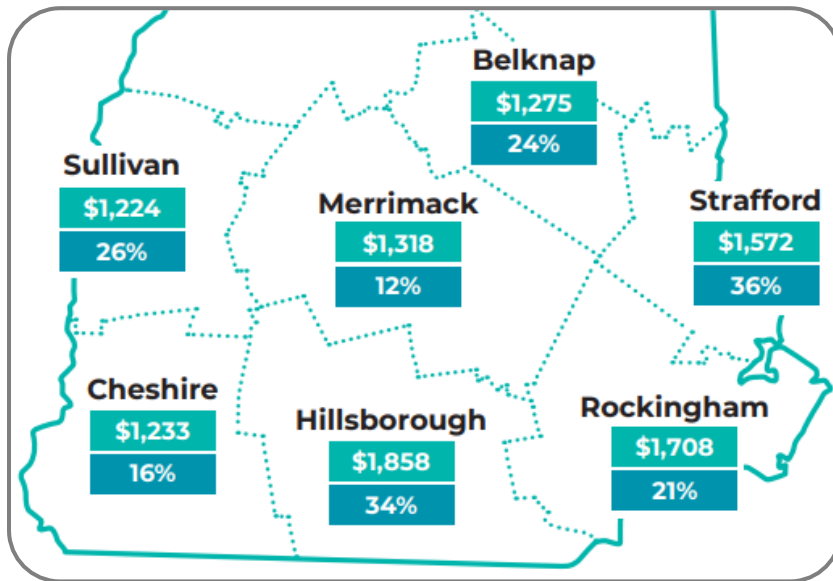 Belknap
$1,275
24%
Sullivan
$1,224
26%
Merrimack
$1,318
12%
Strafford
$1,572
36%
Cheshire
$1,233
16%
Hillsborough
$1,858
34%
Rockingham
$1,708
21%